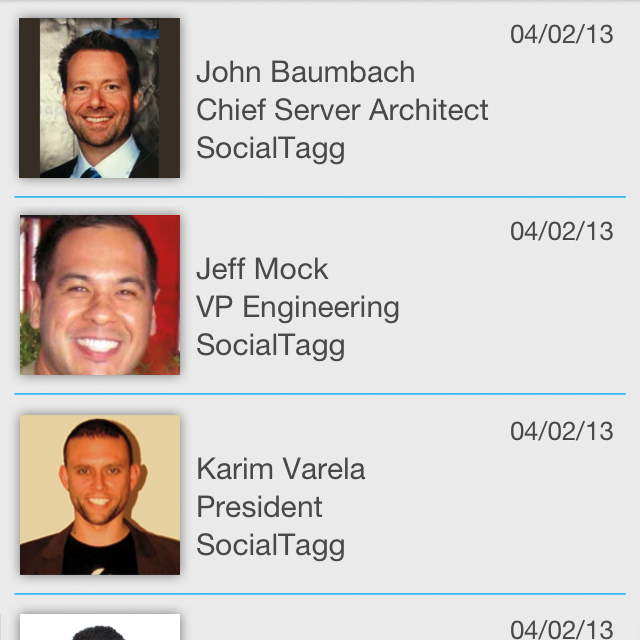 04/02/13
John Baumbach
Chief Server Architect
SocialTagg
04/02/13
Jeff Mock
VP Engineering
SocialTagg
04/02/13
Karim Varela
President
SocialTagg
04/02/13